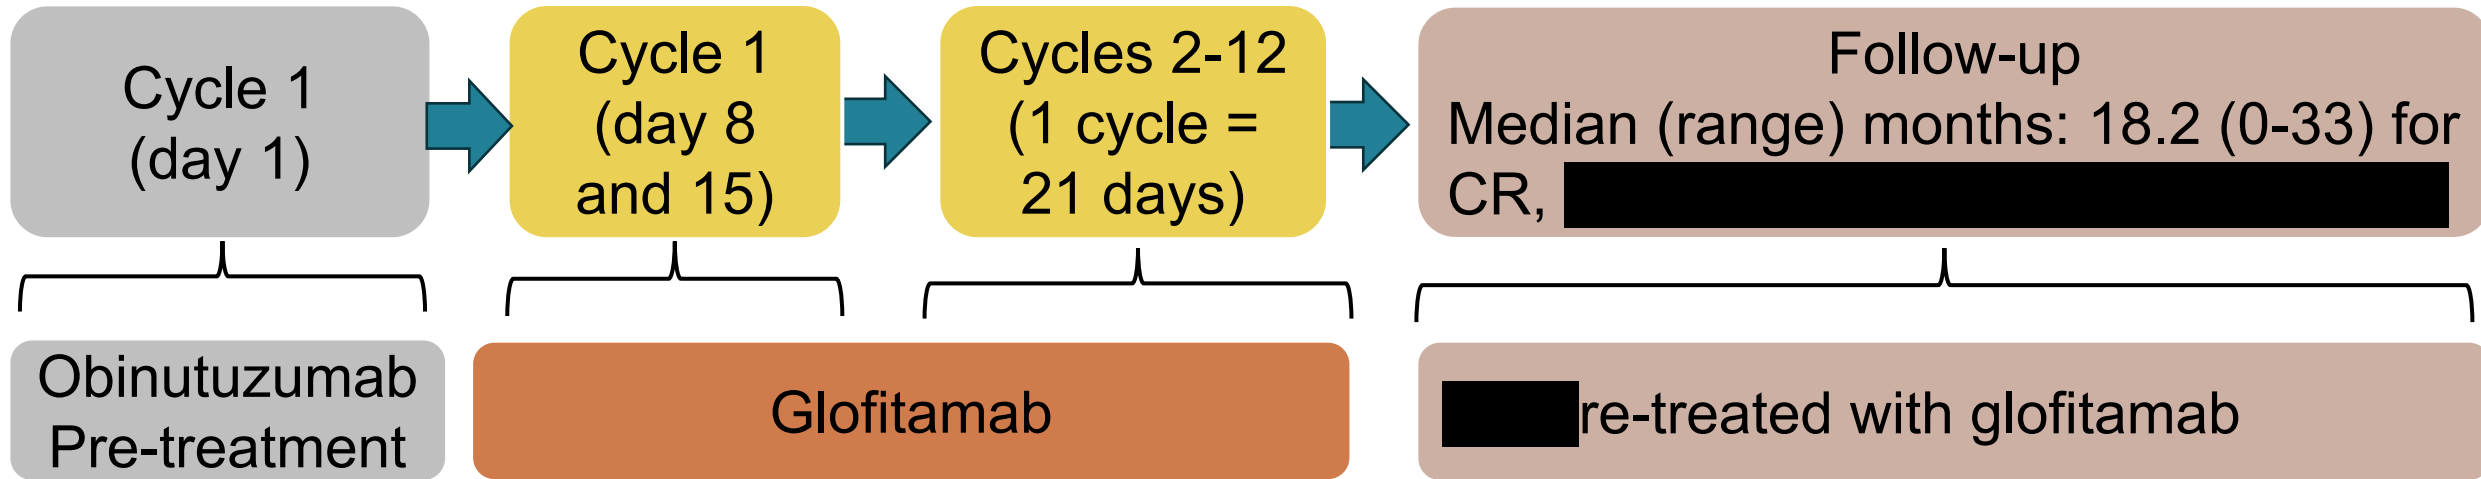 Cycle 1
(day 1)
Cycle 1
(day 8
and 15)
Cycles 2-12
(1 cycle =
21 days)
Follow-up
Median (range) months: 18.2 (0-33) for
CR,
Obinutuzumab
Pre-treatment
Glofitamab
re-treated with glofitamab